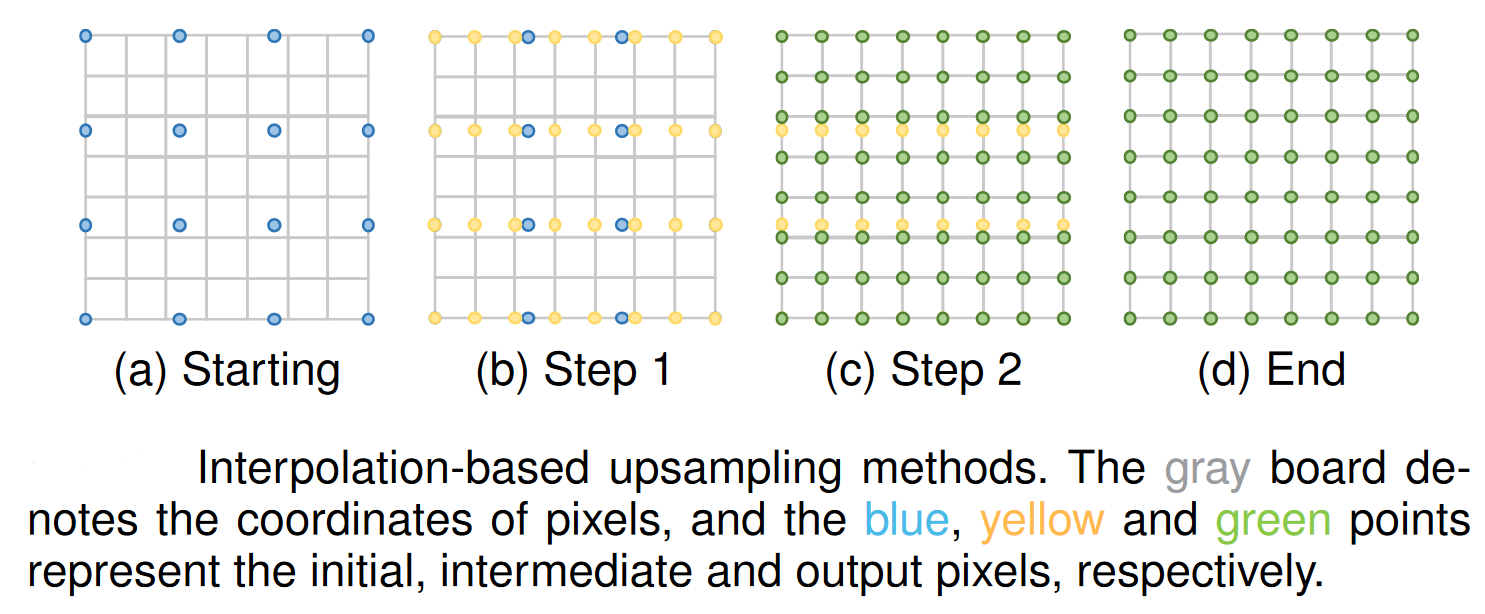 (a) Starting (b) Step 1 (c) Step 2 (d) End
Interpolation-based upsampling methods. The gray board de-
notes the coordinates of pixels, and the blue, yellow and green points
represent the initial, intermediate and output pixels, respectively.